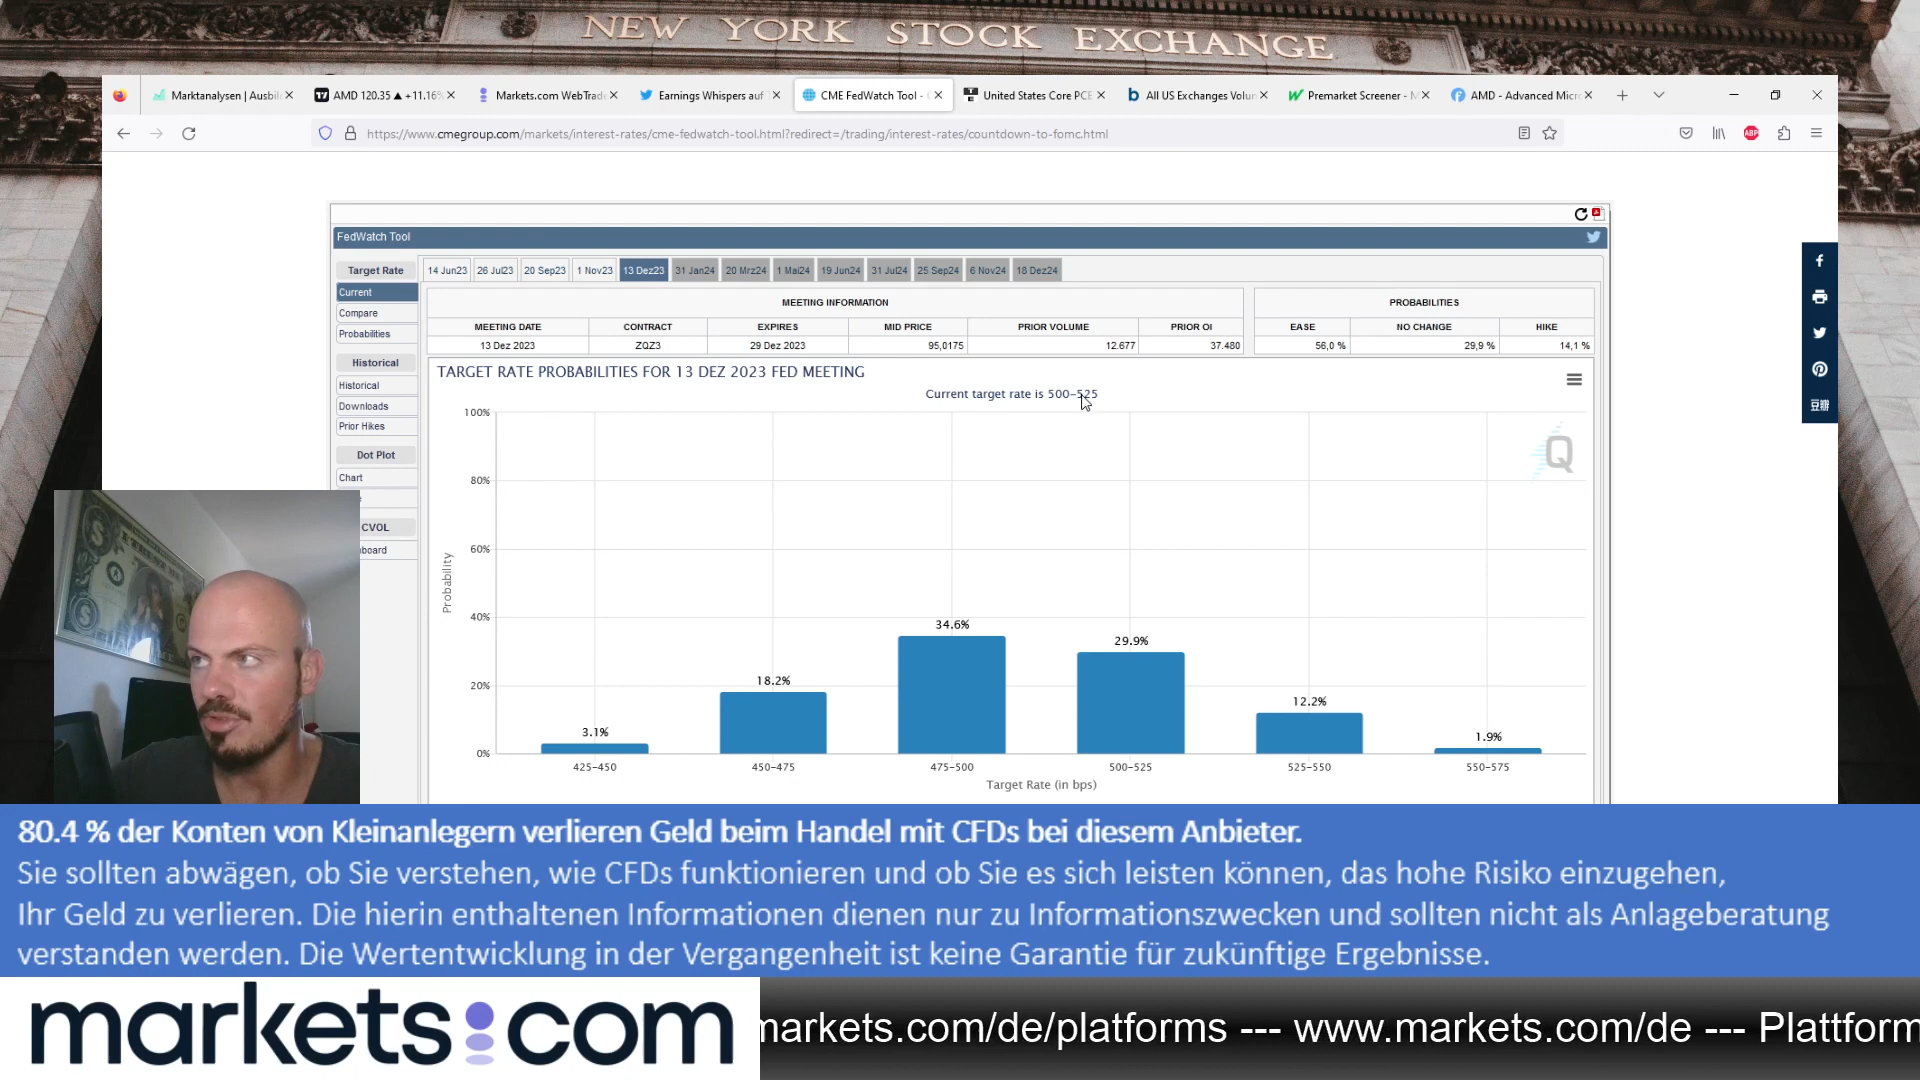 NEW YORK STOCK EXCHANGE
Marktanalysen | Ausbil
AMD 120.35 ▲ +11.16%
Markets.com WebTrade
Earnings Whispers auf
CME FedWatch Tool -
United States Core PCE
All US Exchanges Volu
Premarket Screener - M
AMD - Advanced Micro
https://www.cmegroup.com/markets/interest-rates/cme-fedwatch-tool.html?redirect=/trading/interest-rates/countdown-to-fomc.html
ABP
FedWatch Tool
Target Rate
Current
Compare
Probabilities
Historical
Historical
Downloads
Prior Hikes
Dot Plot
Chart
CVOL
board
14 Jun23 26 Jul23 20 Sep23 1 Nov23 13 Dez23 31 Jan24 20 Mrz24 1 Mai24 19 Jun24 31 Jul24 25 Sep24 6 Nov24 18 Dez24
MEETING INFORMATION
MEETING DATE CONTRACT EXPIRES MID PRICE PRIOR VOLUME PRIOR OI
13 Dez 2023 ZQZ3 29 Dez 2023 95,0175 12.677 37.480
PROBABILITIES
EASE NO CHANGE HIKE
56,0 % 29,9 % 14,1 %
TARGET RATE PROBABILITIES FOR 13 DEZ 2023 FED MEETING
Current target rate is 500-525
100%
80%
60%
40%
20%
0%
Probability
3.1%
18.2%
34.6%
29.9%
12.2%
1.9%
425-450 450-475 475-500 500-525 525-550 550-575
Target Rate (in bps)
Q
豆瓣
80.4 % der Konten von Kleinanlegern verlieren Geld beim Handel mit CFDs bei diesem Anbieter.
Sie sollten abwägen, ob Sie verstehen, wie CFDs funktionieren und ob Sie es sich leisten können, das hohe Risiko einzugehen,
Ihr Geld zu verlieren. Die hierin enthaltenen Informationen dienen nur zu Informationszwecken und sollten nicht als Anlageberatung
verstanden werden. Die Wertentwicklung in der Vergangenheit ist keine Garantie für zukünftige Ergebnisse.
markets.com
markets.com/de/platforms --- www.markets.com/de --- Plattform